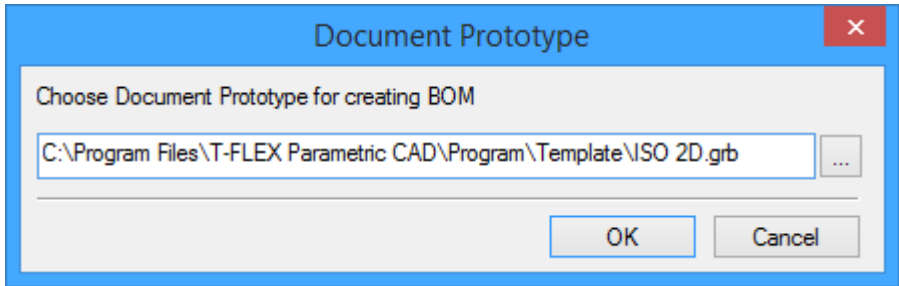 Document Prototype
Choose Document Prototype for creating BOM
C:\Program Files\T-FLEX Parametric CAD\Program\Template\ISO 2D.grb
...
OK
Cancel